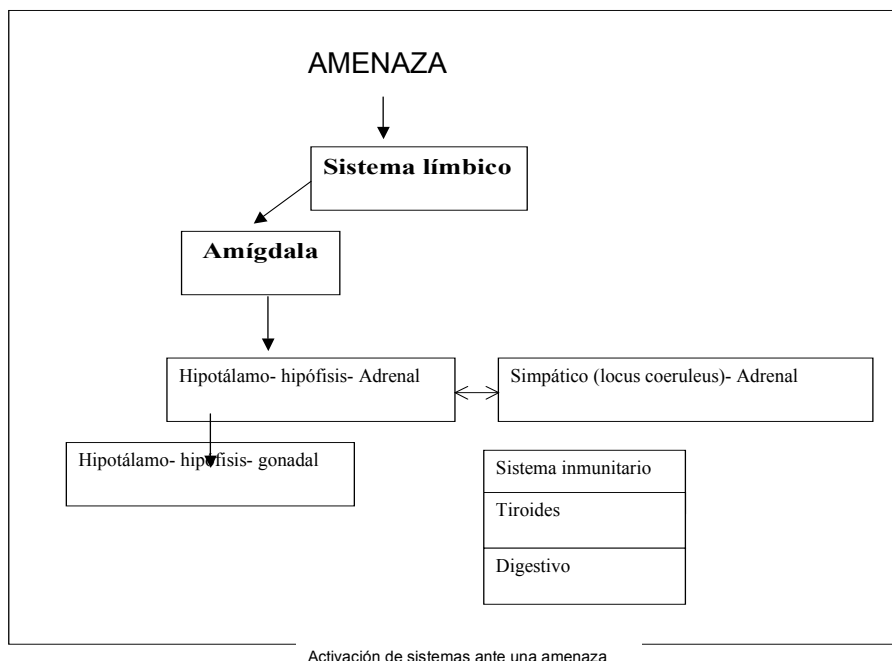 AMENAZA
Sistema límbico
Amígdala
Hipotálamo- hipófisis- Adrenal
Simpático (locus coeruleus)- Adrenal
Hipotálamo- hipófisis- gonadal
Sistema inmunitario
Tiroides
Digestivo
Activación de sistemas ante una amenaza